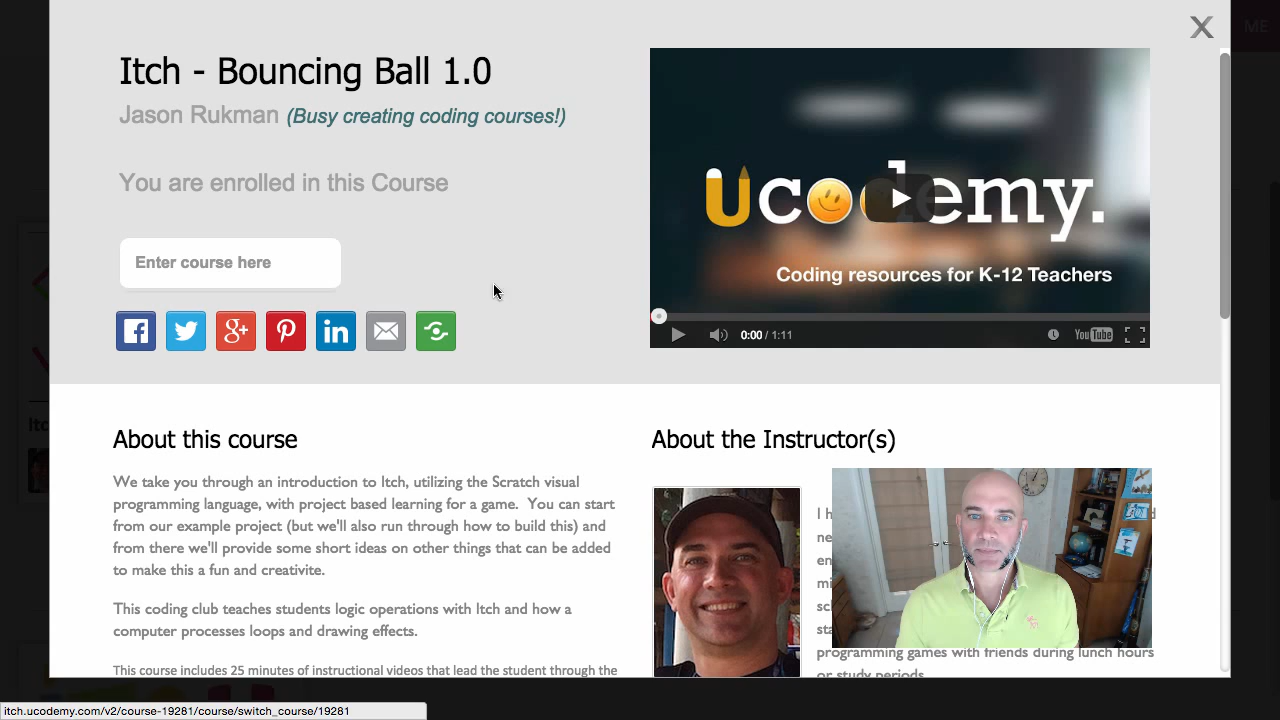 X
ME
Itch - Bouncing Ball 1.0
Jason Rukman (Busy creating coding courses!)
You are enrolled in this Course
Enter course here
ucodemy.
Coding resources for K-12 Teachers
0:00 / 1:11
YouTube
About this course
We take you through an introduction to Itch, utilizing the Scratch visual
programming language, with project based learning for a game. You can start
from our example project (but we'll also run through how to build this) and
from there we'll provide some short ideas on other things that can be added
to make this a fun and creativite.
This coding club teaches students logic operations with Itch and how a
computer processes loops and drawing effects.
This course includes 25 minutes of instructional videos that lead the student through the
About the Instructor(s)
I
programming games with friends during lunch hours
or study periods
itch.ucodemy.com/v2/course-19281/course/switch_course/19281